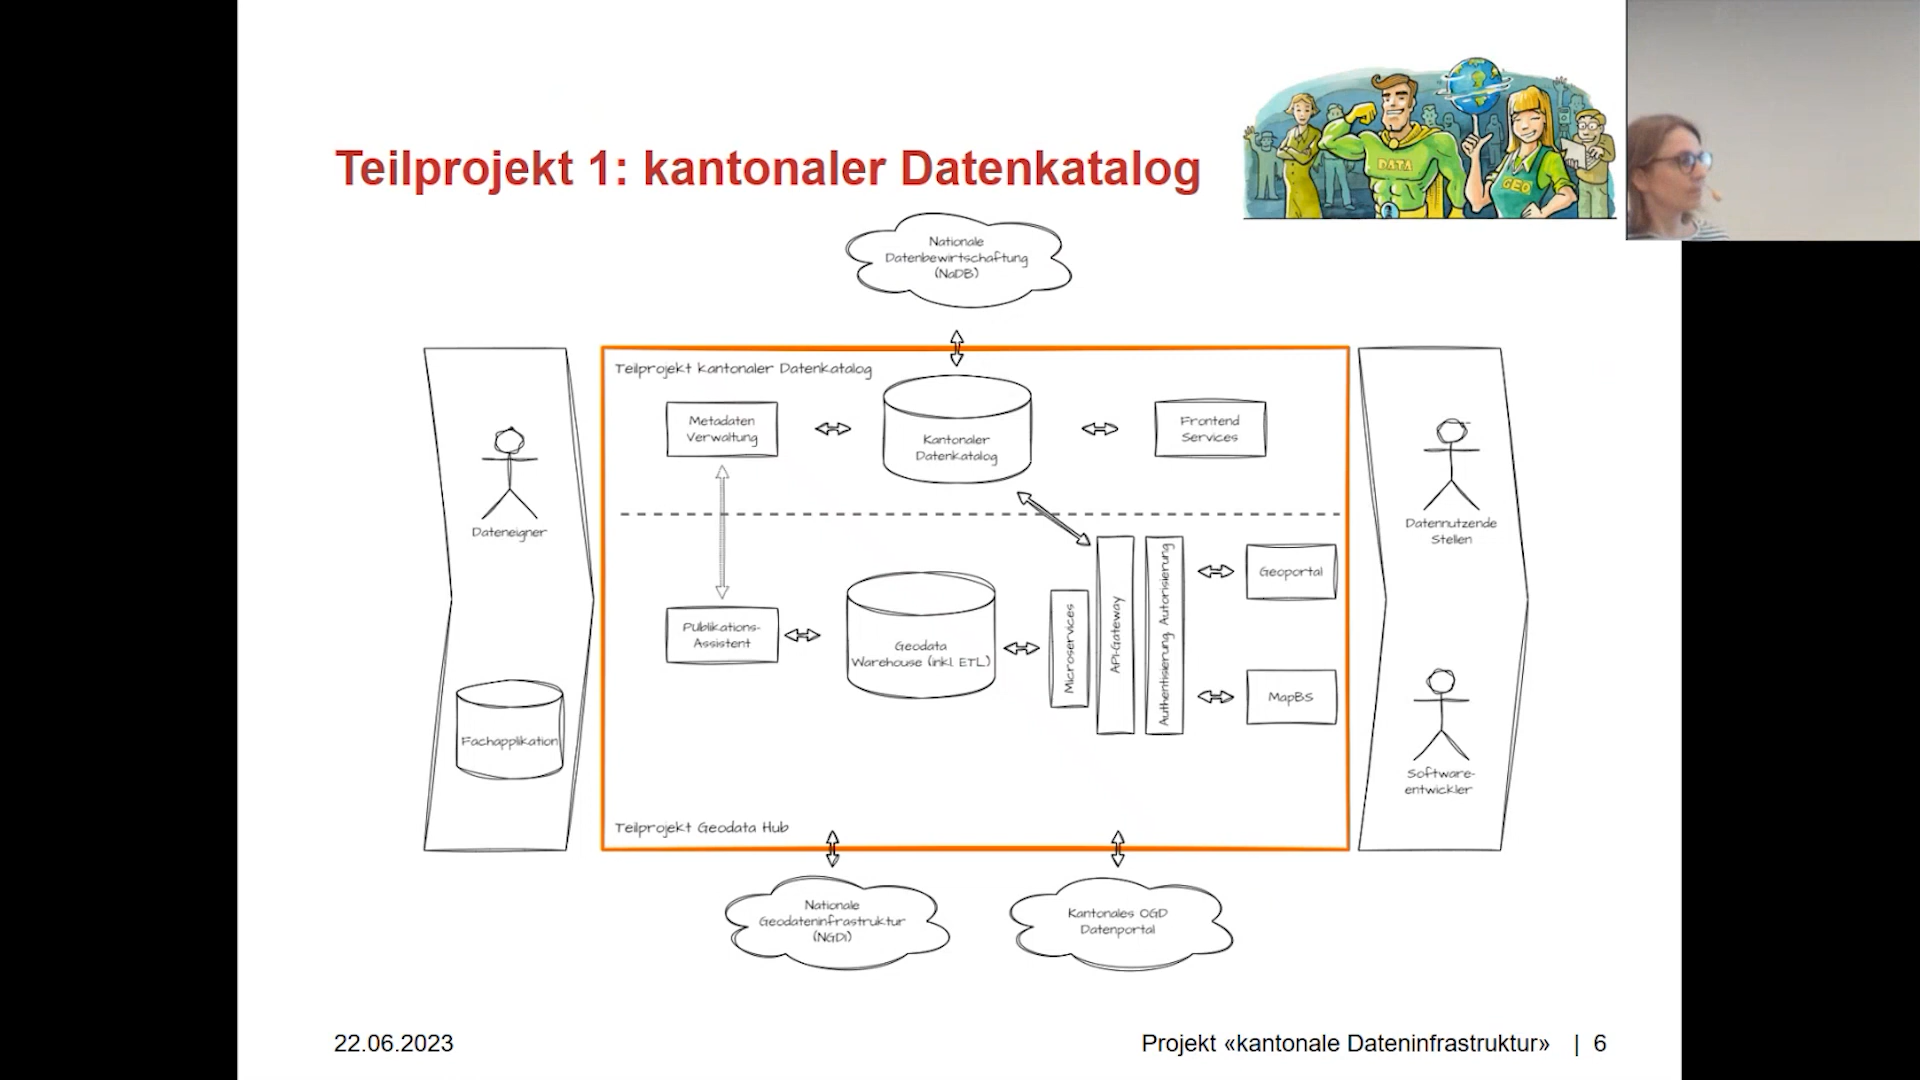 Teilprojekt 1: kantonaler Datenkatalog
DATA
GEO
Nationale
Datenbewirtschaftung
(NaDB)
Teilprojekt kantonaler Datenkatalog
Metadaten
Verwaltung
Kantonaler
Datenkatalog
Frontend
Services
Dateneigner
Datennutzende
Stellen
Publikations-
Assistent
Geodata
Warehouse (inkl. ETL)
Microservices
API-Gateway
Authentisierung, Autorisierung
Geoportal
MapBS
Fachapplikation
Software-
entwickler
Teilprojekt Geodata Hub
Nationale
Geodateninfrastruktur
(NGDI)
Kantonales OGD
Datenportal
22.06.2023
Projekt «kantonale Dateninfrastruktur» | 6